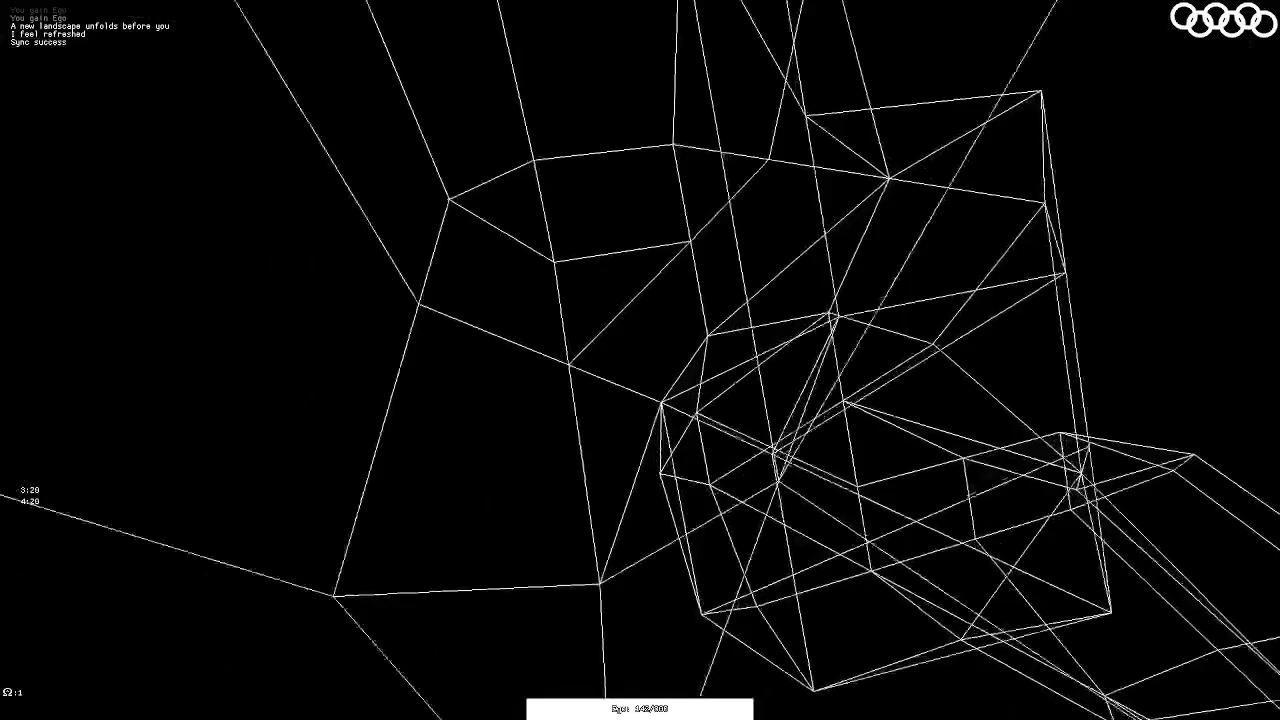 You gain Ego
You gain Ego
A new landscape unfolds before you
I feel refreshed
Sync success
3:20
4:20
Ω:1